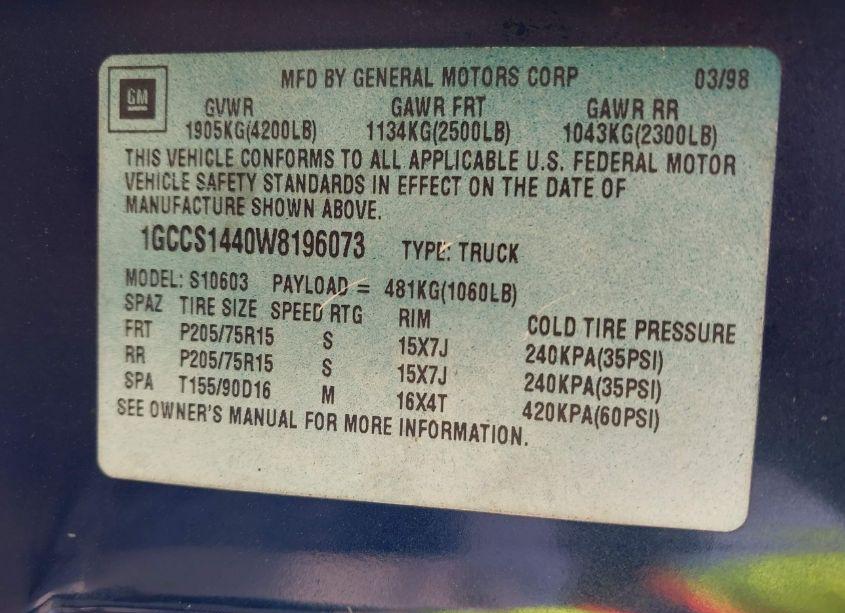 GM MFD BY GENERAL MOTORS CORP 03/98
GVWR GAWR FRT GAWR RR
1905KG(4200LB) 1134KG(2500LB) 1043KG(2300LB)
THIS VEHICLE CONFORMS TO ALL APPLICABLE U.S. FEDERAL MOTOR
VEHICLE SAFETY STANDARDS IN EFFECT ON THE DATE OF
MANUFACTURE SHOWN ABOVE.
1GCCS1440W8196073 TYPE: TRUCK
MODEL: S10603 PAYLOAD = 481KG(1060LB)
SPAZ TIRE SIZE SPEED RTG RIM COLD TIRE PRESSURE
FRT P205/75R15 S 15X7J 240KPA(35PSI)
RR P205/75R15 S 15X7J 240KPA(35PSI)
SPA T155/90D16 M 16X4T 420KPA(60PSI)
SEE OWNER'S MANUAL FOR MORE INFORMATION.